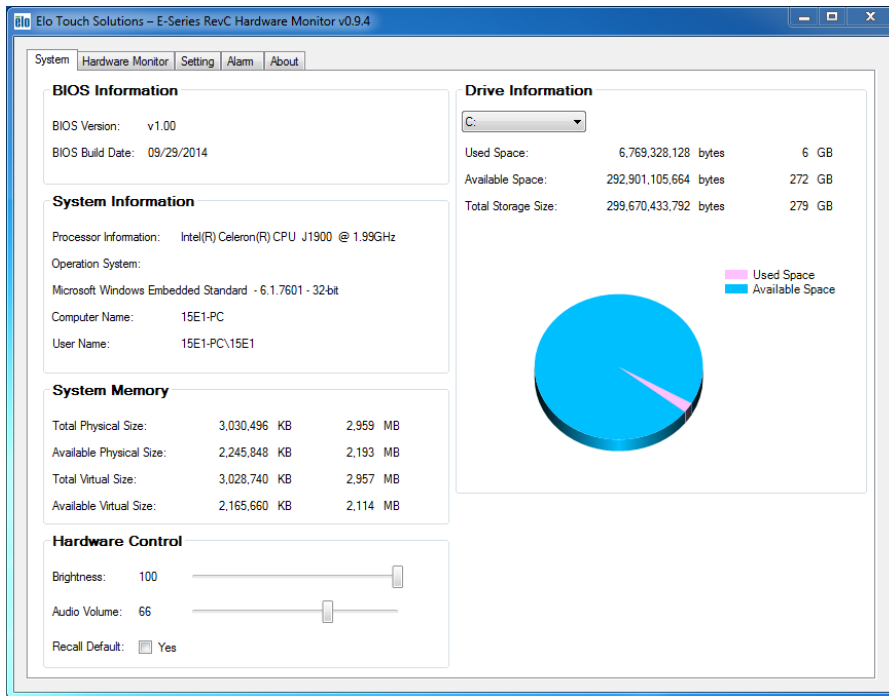 elo Elo Touch Solutions – E-Series RevC Hardware Monitor v0.9.4
System Hardware Monitor Setting Alarm About
BIOS Information
BIOS Version: v1.00
BIOS Build Date: 09/29/2014
System Information
Processor Information: Intel(R) Celeron(R) CPU J1900 @ 1.99GHz
Operation System:
Microsoft Windows Embedded Standard - 6.1.7601 - 32-bit
Computer Name: 15E1-PC
User Name: 15E1-PC\15E1
System Memory
Total Physical Size: 3,030,496 KB 2,959 MB
Available Physical Size: 2,245,848 KB 2,193 MB
Total Virtual Size: 3,028,740 KB 2,957 MB
Available Virtual Size: 2,165,660 KB 2,114 MB
Hardware Control
Brightness: 100
Audio Volume: 66
Recall Default: Yes
Drive Information
C:
Used Space: 6,769,328,128 bytes 6 GB
Available Space: 292,901,105,664 bytes 272 GB
Total Storage Size: 299,670,433,792 bytes 279 GB
Used Space
Available Space